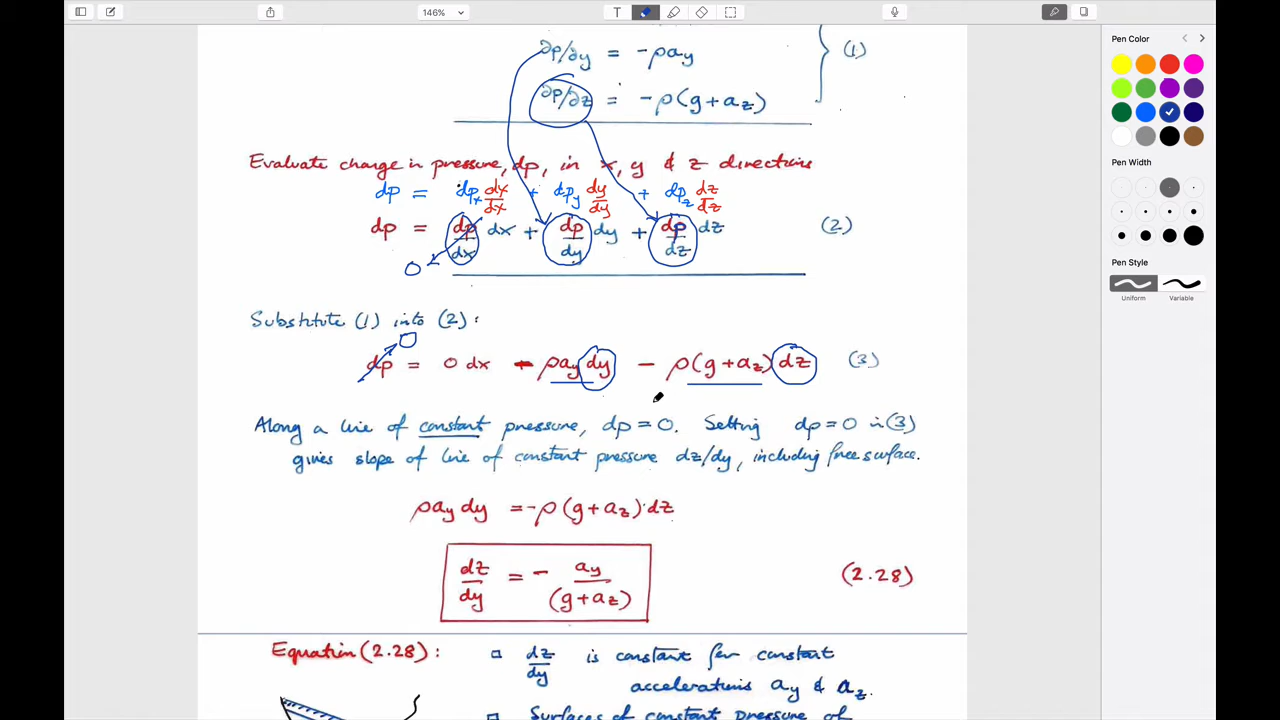 146%
T
Pen Color
Pen Width
Pen Style
Uniform
Variable
∂p/∂y = -ρa_y
(1)
∂p/∂z = -ρ(g+a_z)
Evaluate change in pressure, dp, in x, y & z directions
dp = dp_x dx/dx + dp_y dy/dy + dp_z dz/dz
dp = dp/dx dx + dp/dy dy + dp/dz dz (2)
0
Substitute (1) into (2):
0
dp = 0 dx - ρa_y dy - ρ(g+a_z) dz (3)
Along a line of constant pressure, dp=0. Setting dp=0 in (3)
gives slope of line of constant pressure dz/dy, including free surface.
ρa_y dy = -ρ(g+a_z)·dz
dz/dy = - a_y/(g+a_z) (2.28)
Equation (2.28): dz/dy is constant for constant
accelerations a_y & a_z.
Surfaces of constant pressure of